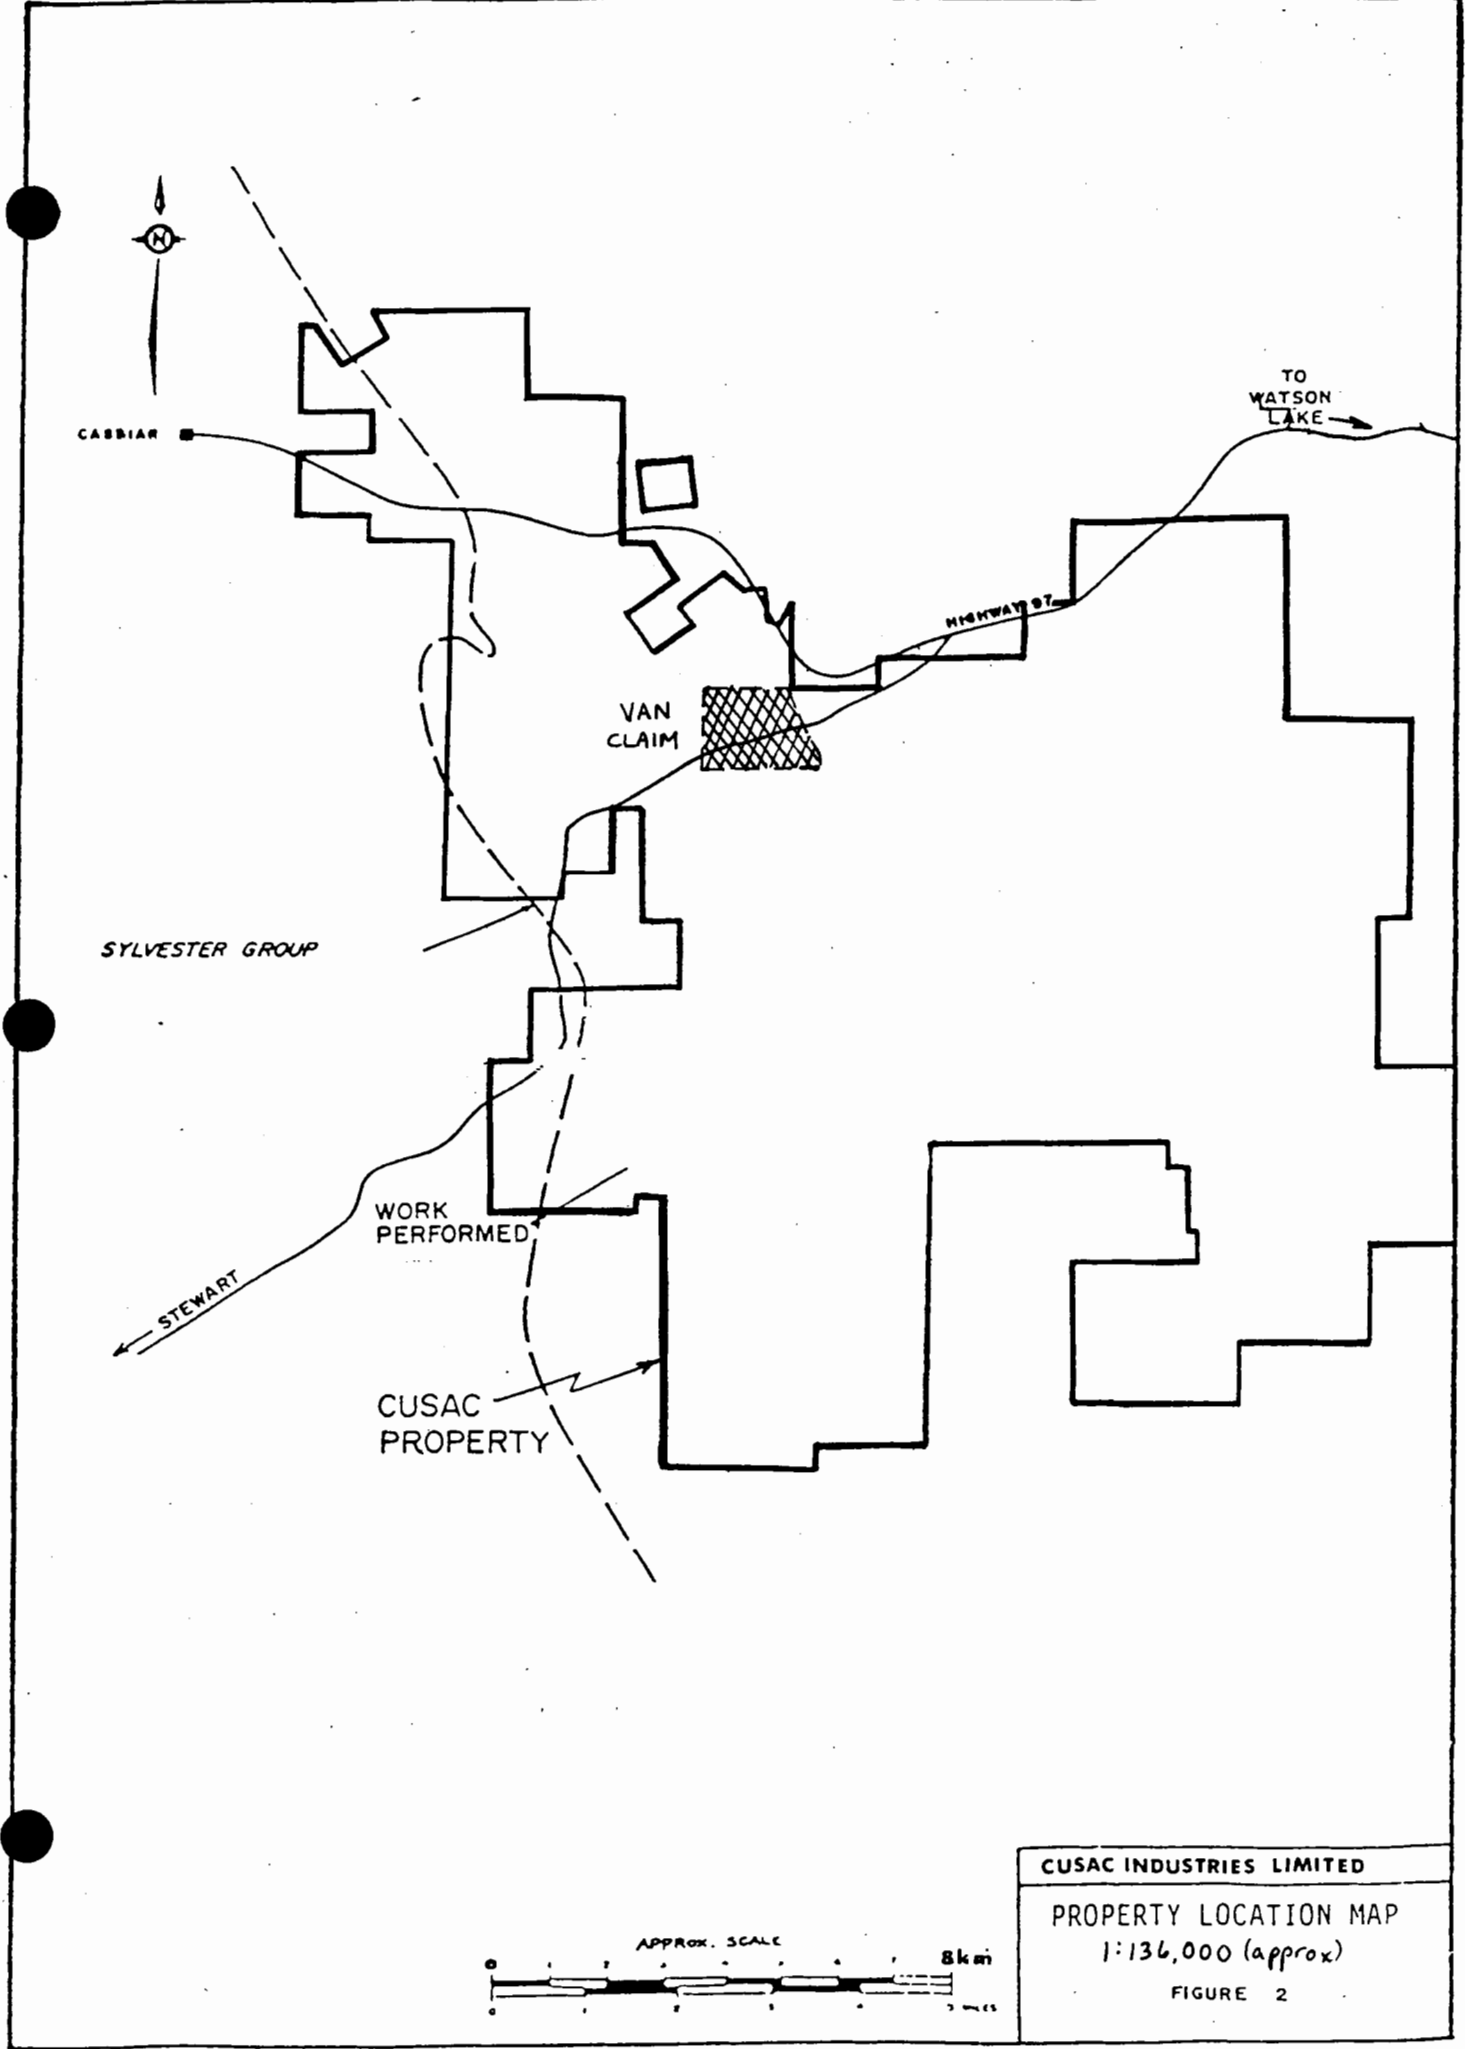 N
TO
WATSON
LAKE
CASSIAR
HIGHWAY 97
VAN
CLAIM
SYLVESTER GROUP
WORK
PERFORMED
STEWART
CUSAC
PROPERTY
CUSAC INDUSTRIES LIMITED
PROPERTY LOCATION MAP
1:136,000 (approx)
FIGURE 2
APPROX. SCALE
0 8km